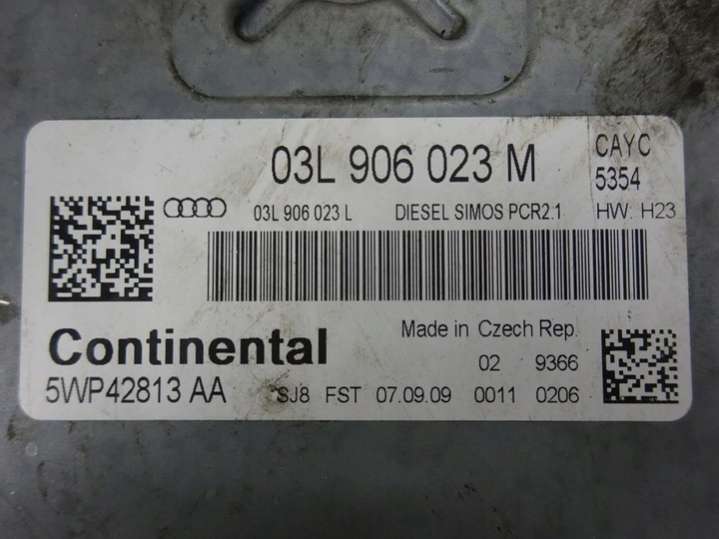 03L 906 023 M
CAYC
5354
03L 906 023 L DIESEL SIMOS PCR2.1 HW: H23
Continental
Made in Czech Rep.
02 9366
5WP42813 AA SJ8 FST 07.09.09 0011 0206